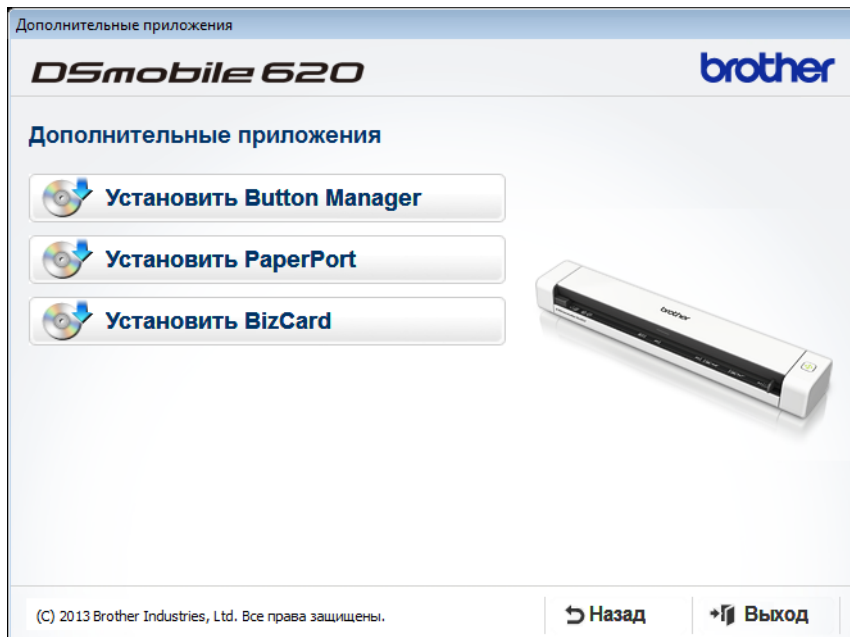 Дополнительные приложения
DSmobile 620
brother
Дополнительные приложения
Установить Button Manager
Установить PaperPort
Установить BizCard
brother
(C) 2013 Brother Industries, Ltd. Все права защищены.
Назад
Выход